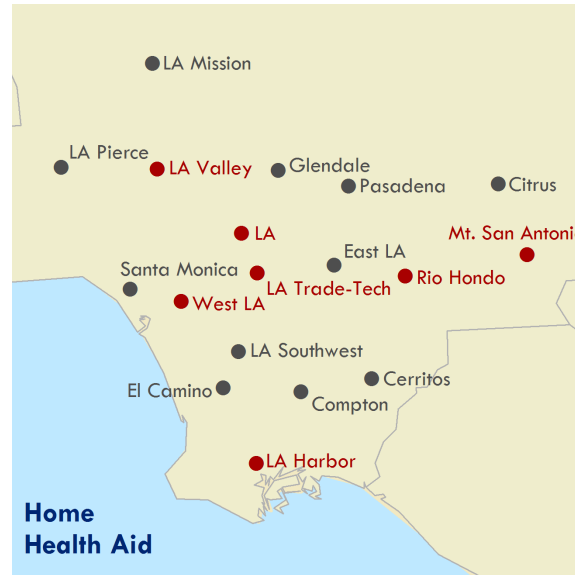 LA Mission
LA Pierce
LA Valley
Glendale
Pasadena
Citrus
LA
Mt. San Antoni
East LA
Santa Monica
LA Trade-Tech
Rio Hondo
West LA
LA Southwest
El Camino
Cerritos
Compton
LA Harbor
Home
Health Aid